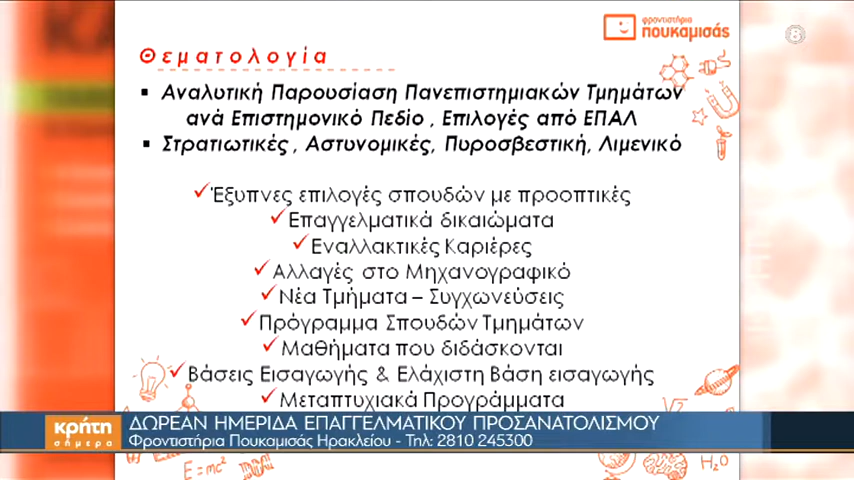 φροντιστήρια
πουκαμισάς
8
Θεματολογία
▪ Αναλυτική Παρουσίαση Πανεπιστημιακών Τμημάτων
ανά Επιστημονικό Πεδίο , Επιλογές από ΕΠΑΛ
▪ Στρατιωτικές , Αστυνομικές, Πυροσβεστική, Λιμενικό
✓Έξυπνες επιλογές σπουδών με προοπτικές
✓Επαγγελματικά δικαιώματα
✓Εναλλακτικές Καριέρες
✓Αλλαγές στο Μηχανογραφικό
✓Νέα Τμήματα – Συγχωνεύσεις
✓Πρόγραμμα Σπουδών Τμημάτων
✓Μαθήματα που διδάσκονται
✓Βάσεις Εισαγωγής & Ελάχιστη Βάση εισαγωγής
✓Μεταπτυχιακά Προγράμματα
κρήτη
σήμερα
ΔΩΡΕΑΝ ΗΜΕΡΙΔΑ ΕΠΑΓΓΕΛΜΑΤΙΚΟΥ ΠΡΟΣΑΝΑΤΟΛΙΣΜΟΥ
Φροντιστήρια Πουκαμισάς Ηρακλείου - Τηλ: 2810 245300
E=mc²
H₂O